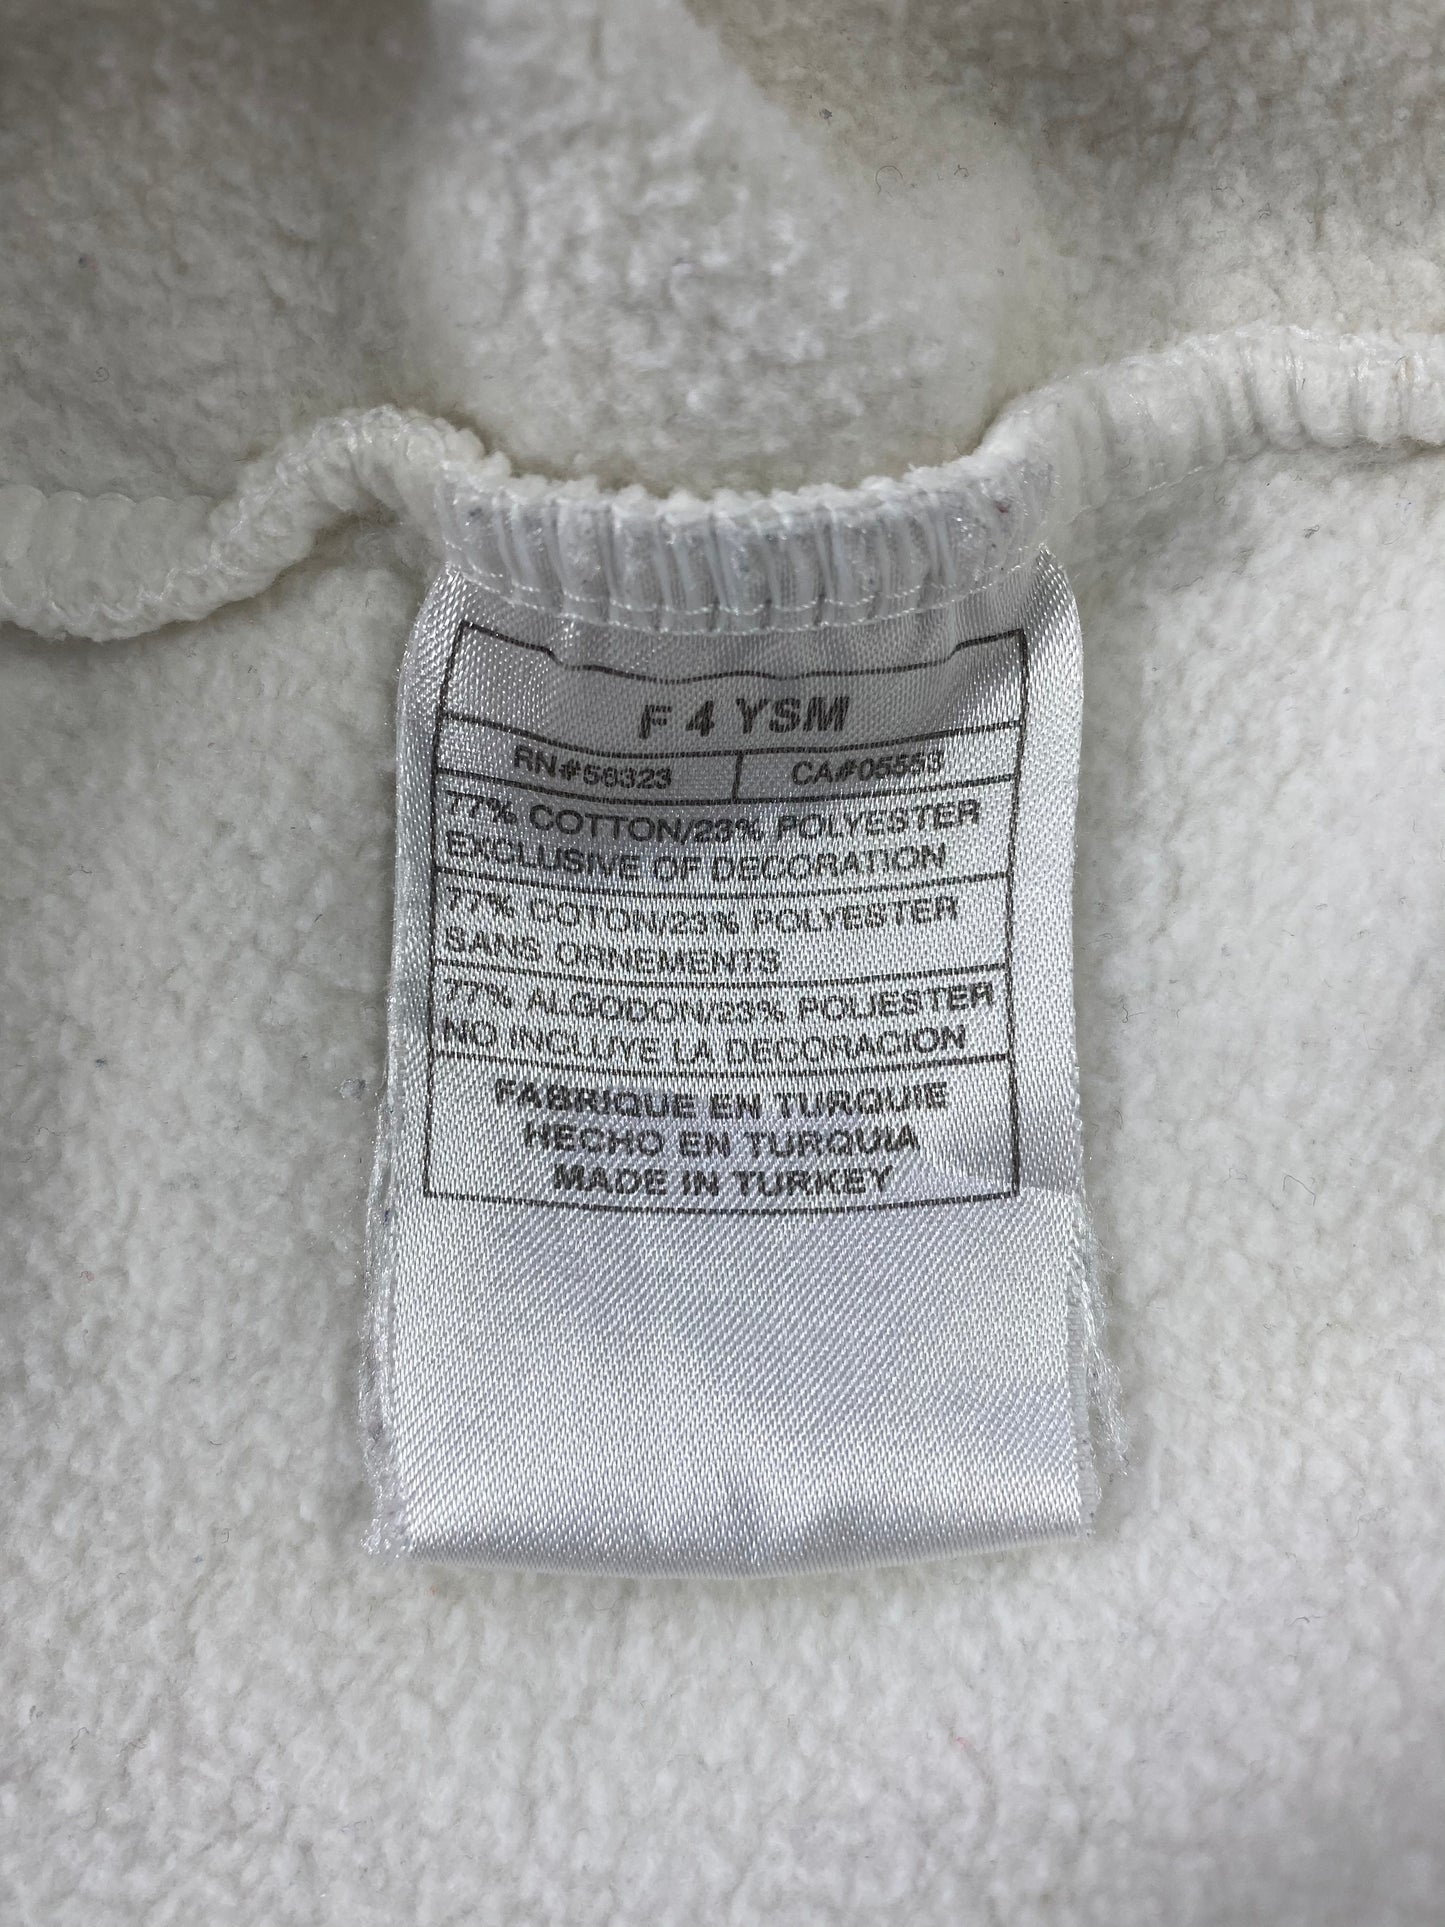 F 4 YSM
RN#56323 CA#05553
77% COTTON/23% POLYESTER
EXCLUSIVE OF DECORATION
77% COTON/23% POLYESTER
SANS ORNEMENTS
77% ALGODON/23% POLIESTER
NO INCLUYE LA DECORACION
FABRIQUE EN TURQUIE
HECHO EN TURQUIA
MADE IN TURKEY